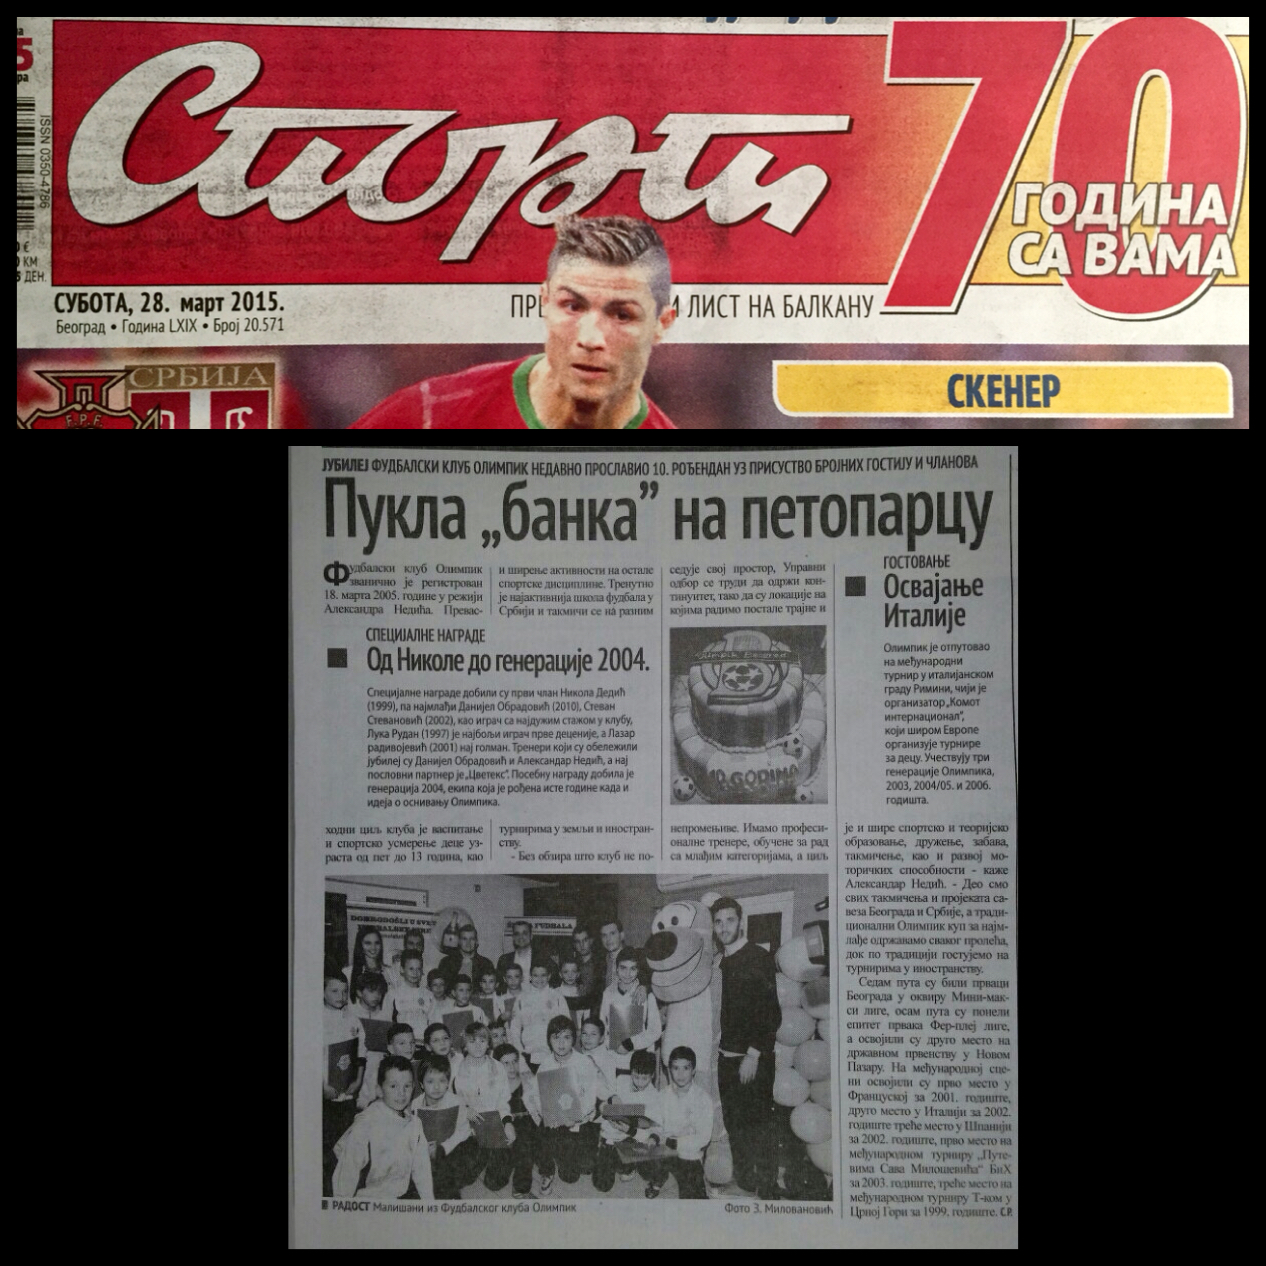 ISSN 0350-4786
Спорт
70
ГОДИНА
СА ВАМА
КМ
ДЕН.
СУБОТА, 28. март 2015.
Београд • Година LXIX • Број 20.571
ЛИСТ НА БАЛКАНУ
F.P.F.
СРБИЈА
СКЕНЕР
ЈУБИЛЕЈ ФУДБАЛСКИ КЛУБ ОЛИМПИК НЕДАВНО ПРОСЛАВИО 10. РОЂЕНДАН УЗ ПРИСУСТВО БРОЈНИХ ГОСТИЈУ И ЧЛАНОВА
Пукла „банка” на петопарцу
Фудбалски клуб Олимпик
званично је регистрован
18. марта 2005. године у режији
Александра Недића. Превас-
ходни циљ клуба је васпитање
и спортско усмерење деце уз-
раста од пет до 13 година, као
и ширење активности на остале
спортске дисциплине. Тренутно
је најактивнија школа фудбала у
Србији и такмичи се на разним
турнирима у земљи и иностран-
ству.
- Без обзира што клуб не по-
седује свој простор, Управни
одбор се труди да одржи кон-
тинуитет, тако да су локације на
којима радимо постале трајне и
непромењиве. Имамо професи-
оналне тренере, обучене за рад
са млађим категоријама, а циљ
је и шире спортско и теоријско
образовање, дружење, забава,
такмичење, као и развој мо-
торичких способности - каже
Александар Недић. - Део смо
свих такмичења и пројеката са-
веза Београда и Србије, а тради-
ционални Олимпик куп за најм-
лађе одржавамо сваког пролећа,
док по традицији гостујемо на
турнирима у иностранству.
Седам пута су били прваци
Београда у оквиру Мини-мак-
си лиге, осам пута су понели
епитет првака Фер-плеј лиге,
а освојили су друго место на
државном првенству у Новом
Пазару. На међународној сце-
ни освојили су прво место у
Француској за 2001. годиште,
друго место у Италији за 2002.
годиште треће место у Шпанији
за 2002. годиште, прво место на
међународном турниру „Путе-
вима Сава Милошевића“ БиХ
за 2003. годиште, треће место на
међународном турниру Т-ком у
Црној Гори за 1999. годиште. С.Р.
СПЕЦИЈАЛНЕ НАГРАДЕ
Од Николе до генерације 2004.
Специјалне награде добили су први члан Никола Дедић
(1999), па најмлађи Данијел Обрадовић (2010), Стеван
Стевановић (2002), као играч са најдужим стажом у клубу,
Лука Рудан (1997) је најбољи играч прве деценије, а Лазар
радивојевић (2001) нај голман. Тренери који су обележили
јубилеј су Данијел Обрадовић и Александар Недић, а нај
пословни партнер је „Цветекс“. Посебну награду добила је
генерација 2004, екипа која је рођена исте године када и
идеја о оснивању Олимпика.
10 GODINA
ГОСТОВАЊЕ
Освајање
Италије
Олимпик је отпутовао
на међународни
турнир у италијанском
граду Римини, чији је
организатор „Комот
интернационал“,
који широм Европе
организује турнире
за децу. Учествују три
генерације Олимпика,
2003, 2004/05. и 2006.
годишта.
DOBRODOŠLI U SVET
FUDBALA
РАДОСТ Малишани из Фудбалског клуба Олимпик
Фото З. Миловановић